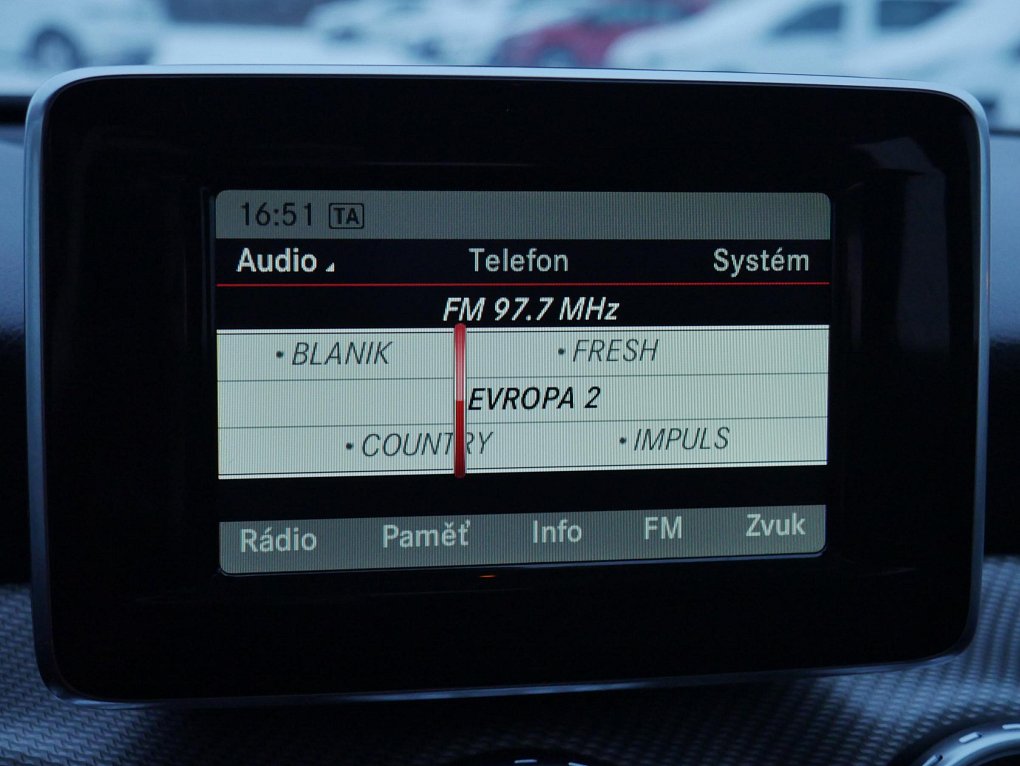 16:51 TA
Audio Telefon Systém
FM 97.7 MHz
• BLANIK • FRESH
EVROPA 2
• COUNTRY • IMPULS
Rádio Paměť Info FM Zvuk